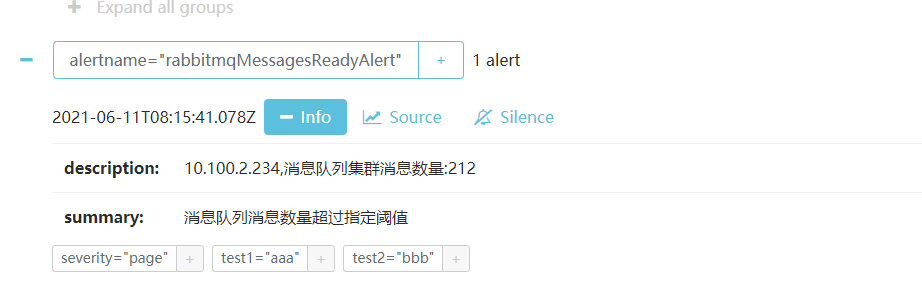 + Expand all groups
− alertname="rabbitmqMessagesReadyAlert" + 1 alert
2021-06-11T08:15:41.078Z − Info Source Silence
description: 10.100.2.234,消息队列集群消息数量:212
summary: 消息队列消息数量超过指定阈值
severity="page" + test1="aaa" + test2="bbb" +